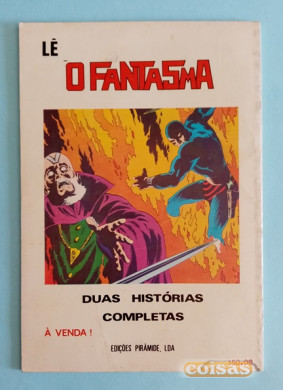 LÊ
O FANTASMA
DUAS HISTÓRIAS
COMPLETAS
À VENDA !
EDIÇÕES PIRÂMIDE, LDA
coisas